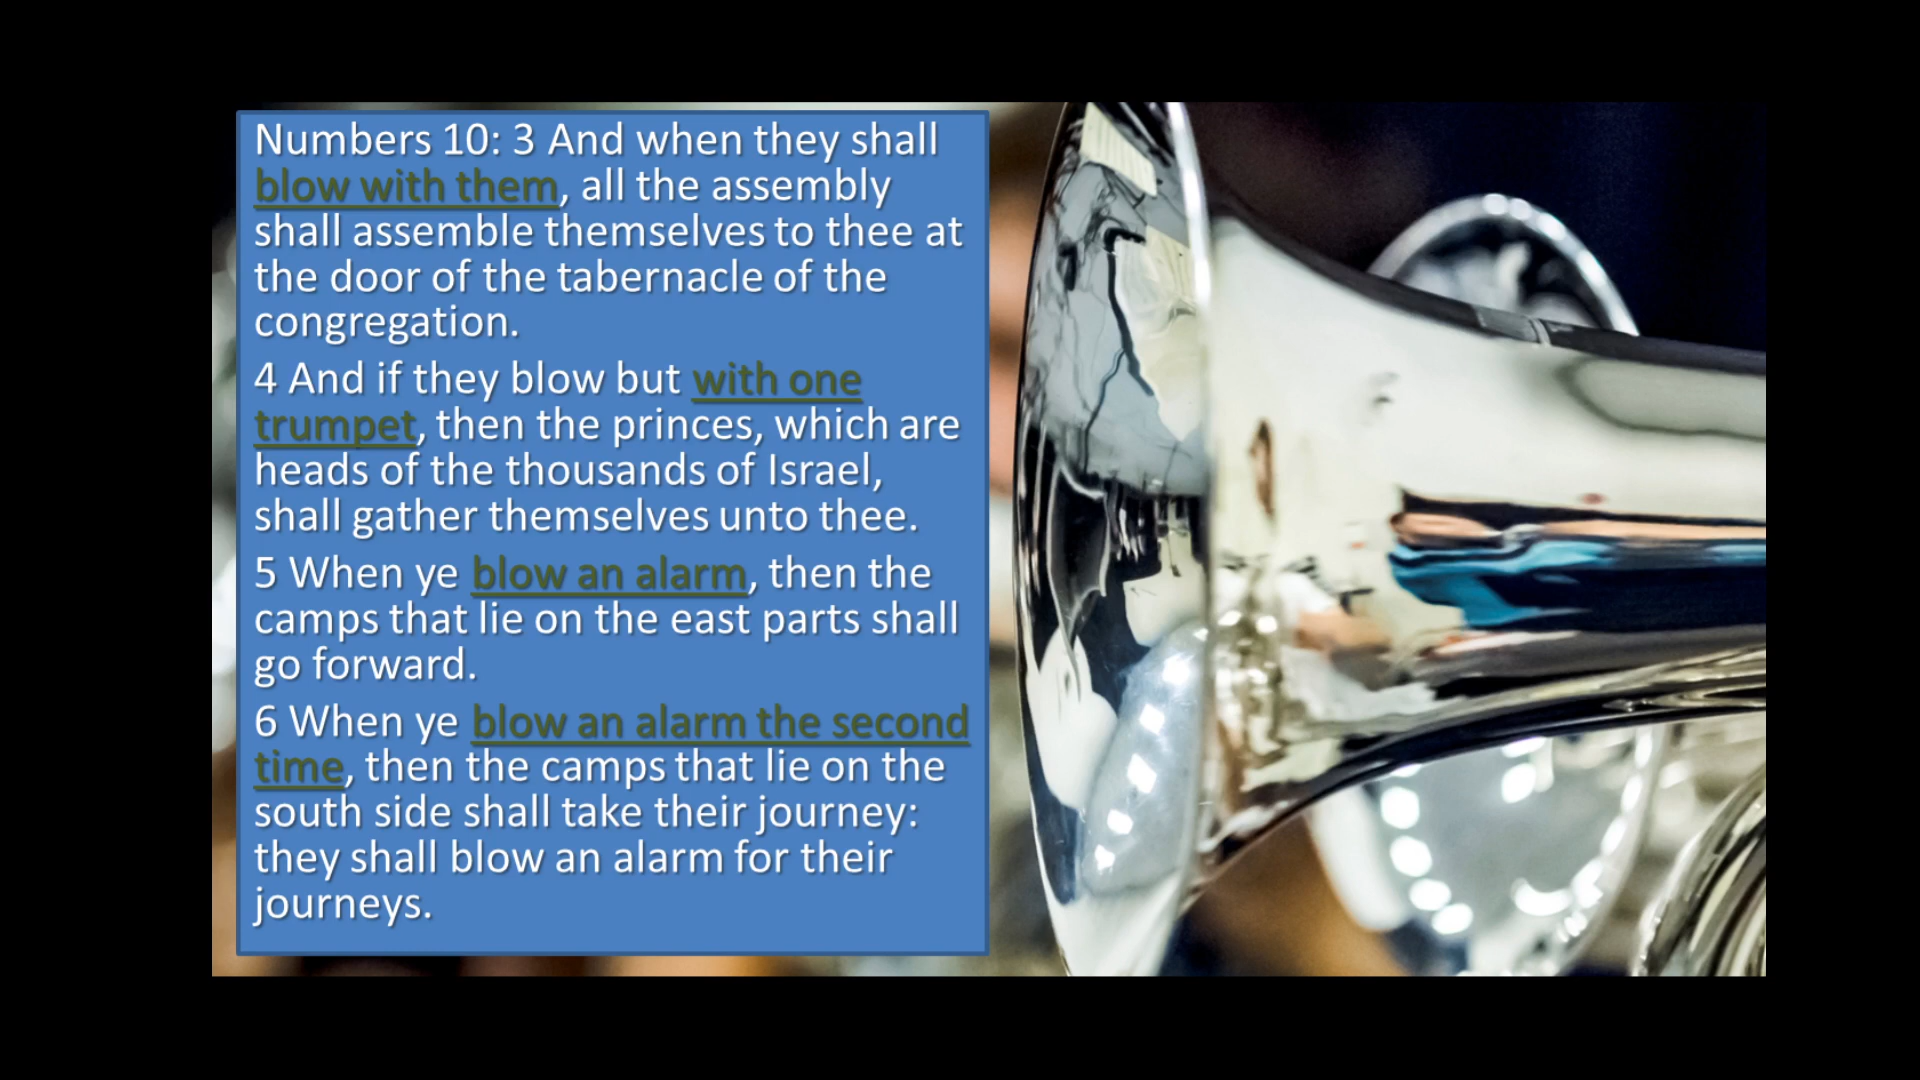 Numbers 10: 3 And when they shall
blow with them, all the assembly
shall assemble themselves to thee at
the door of the tabernacle of the
congregation.
4 And if they blow but with one
trumpet, then the princes, which are
heads of the thousands of Israel,
shall gather themselves unto thee.
5 When ye blow an alarm, then the
camps that lie on the east parts shall
go forward.
6 When ye blow an alarm the second
time, then the camps that lie on the
south side shall take their journey:
they shall blow an alarm for their
journeys.